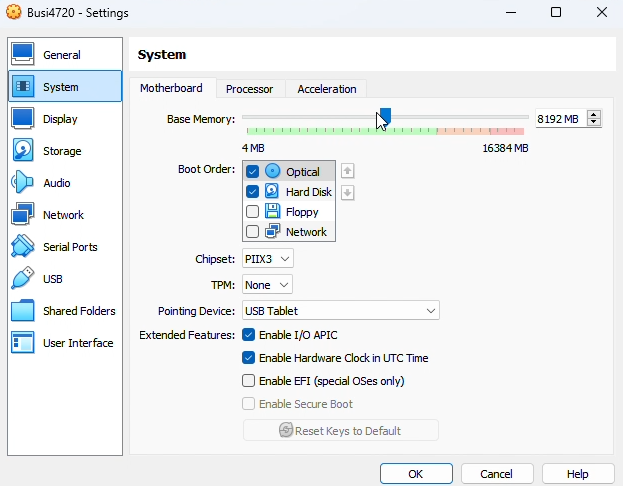 Busi4720 - Settings
General
System
Display
Storage
Audio
Network
Serial Ports
USB
Shared Folders
User Interface
System
Motherboard Processor Acceleration
Base Memory: 8192 MB
4 MB 16384 MB
Boot Order: Optical
Hard Disk
Floppy
Network
Chipset: PIIX3
TPM: None
Pointing Device: USB Tablet
Extended Features: Enable I/O APIC
Enable Hardware Clock in UTC Time
Enable EFI (special OSes only)
Enable Secure Boot
Reset Keys to Default
OK Cancel Help